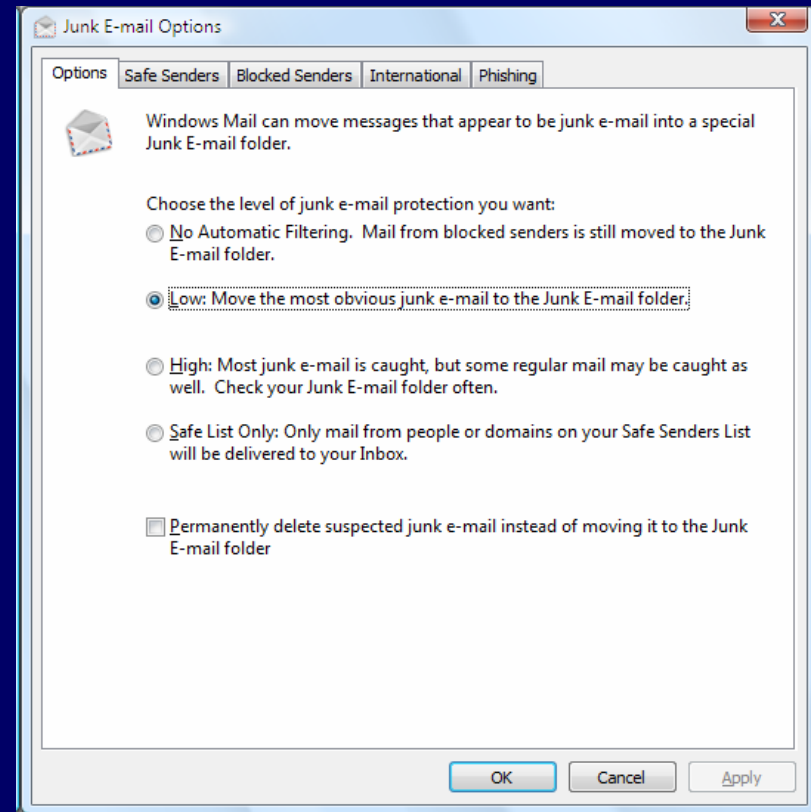 Junk E-mail Options
Options Safe Senders Blocked Senders International Phishing
Windows Mail can move messages that appear to be junk e-mail into a special
Junk E-mail folder.
Choose the level of junk e-mail protection you want:
No Automatic Filtering. Mail from blocked senders is still moved to the Junk
E-mail folder.
Low: Move the most obvious junk e-mail to the Junk E-mail folder.
High: Most junk e-mail is caught, but some regular mail may be caught as
well. Check your Junk E-mail folder often.
Safe List Only: Only mail from people or domains on your Safe Senders List
will be delivered to your Inbox.
Permanently delete suspected junk e-mail instead of moving it to the Junk
E-mail folder
OK Cancel Apply